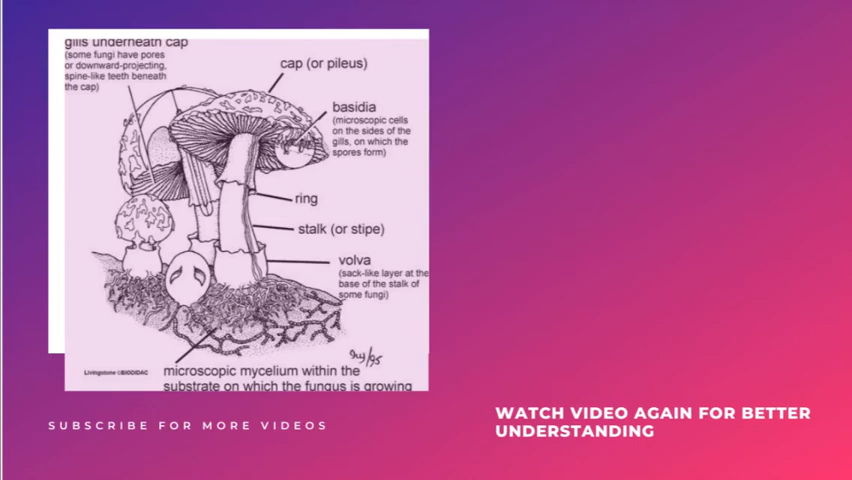 gills underneath cap
(some fungi have pores
or downward-projecting,
spine-like teeth beneath
the cap)
cap (or pileus)
basidia
(microscopic cells
on the sides of the
gills, on which the
spores form)
ring
stalk (or stipe)
volva
(sack-like layer at the
base of the stalk of
some fungi)
Livingstone ©BIODIDAC
microscopic mycelium within the
substrate on which the fungus is growing
SUBSCRIBE FOR MORE VIDEOS
WATCH VIDEO AGAIN FOR BETTER
UNDERSTANDING